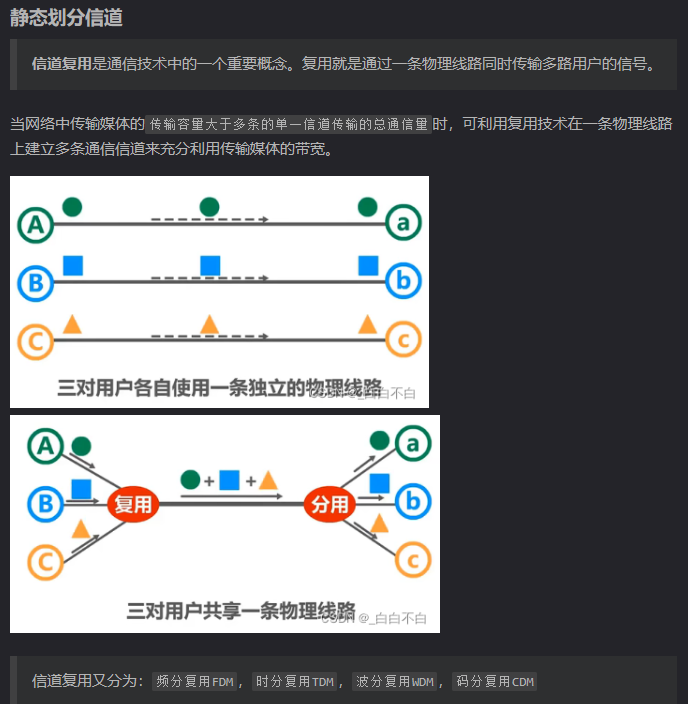 静态划分信道
信道复用是通信技术中的一个重要概念。复用就是通过一条物理线路同时传输多路用户的信号。
当网络中传输媒体的传输容量大于多条的单一信道传输的总通信量时，可利用复用技术在一条物理线路
上建立多条通信信道来充分利用传输媒体的带宽。
A a
B b
C c
三对用户各自使用一条独立的物理线路
CSDN @_白白不白
A a
B 复用 + + 分用 b
C c
三对用户共享一条物理线路
CSDN @_白白不白
信道复用又分为：频分复用FDM，时分复用TDM，波分复用WDM，码分复用CDM